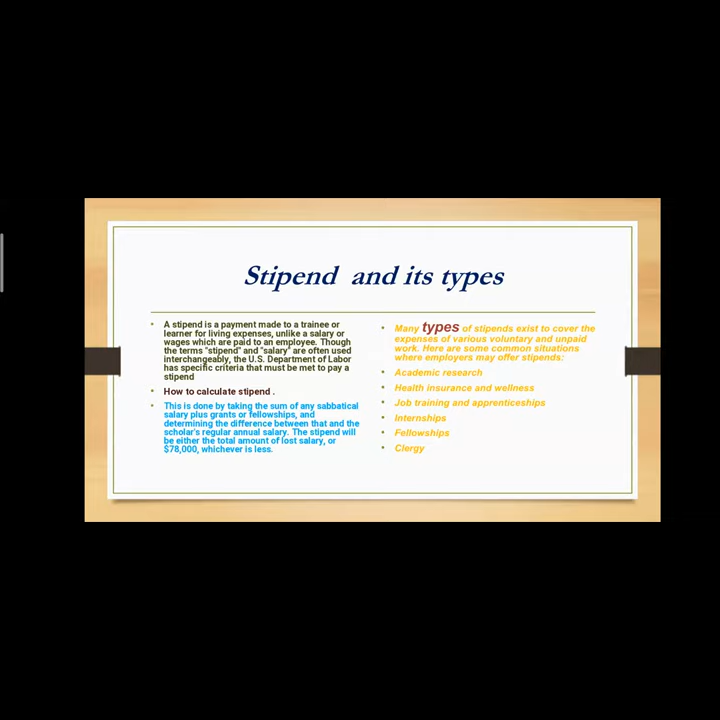 Stipend and its types
A stipend is a payment made to a trainee or
learner for living expenses, unlike a salary or
wages which are paid to an employee. Though
the terms "stipend" and "salary" are often used
interchangeably, the U.S. Department of Labor
has specific criteria that must be met to pay a
stipend
How to calculate stipend .
This is done by taking the sum of any sabbatical
salary plus grants or fellowships, and
determining the difference between that and the
scholar's regular annual salary. The stipend will
be either the total amount of lost salary, or
$78,000, whichever is less.
Many types of stipends exist to cover the
expenses of various voluntary and unpaid
work. Here are some common situations
where employers may offer stipends:
Academic research
Health insurance and wellness
Job training and apprenticeships
Internships
Fellowships
Clergy